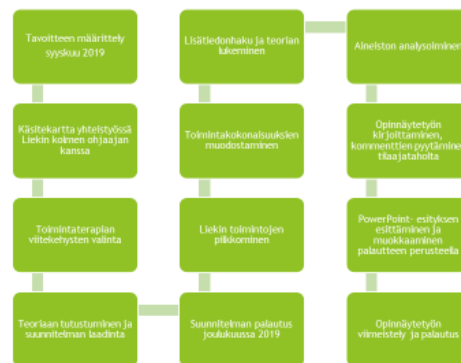 Tavoitteen määrittely
syyskuu 2019
Käsitekartta yhteistyössä
Liekin kolmen ohjaajan
kanssa
Toimintaterapian
viitekehysten valinta
Teoriaan tutustuminen ja
suunnitelman laadinta
Suunnitelman palautus
joulukuussa 2019
Liekin toimintojen
pilkkominen
Toimintakokonaisuuksien
muodostaminen
Lisätiedonhaku ja teorian
lukeminen
Aineiston analysoiminen
Opinnäytetyön
kirjoittaminen,
kommenttien pyytäminen
tilaajataholta
PowerPoint- esityksen
esittäminen ja
muokkaaminen
palautteen perusteella
Opinnäytetyön
viimeistely ja palautus